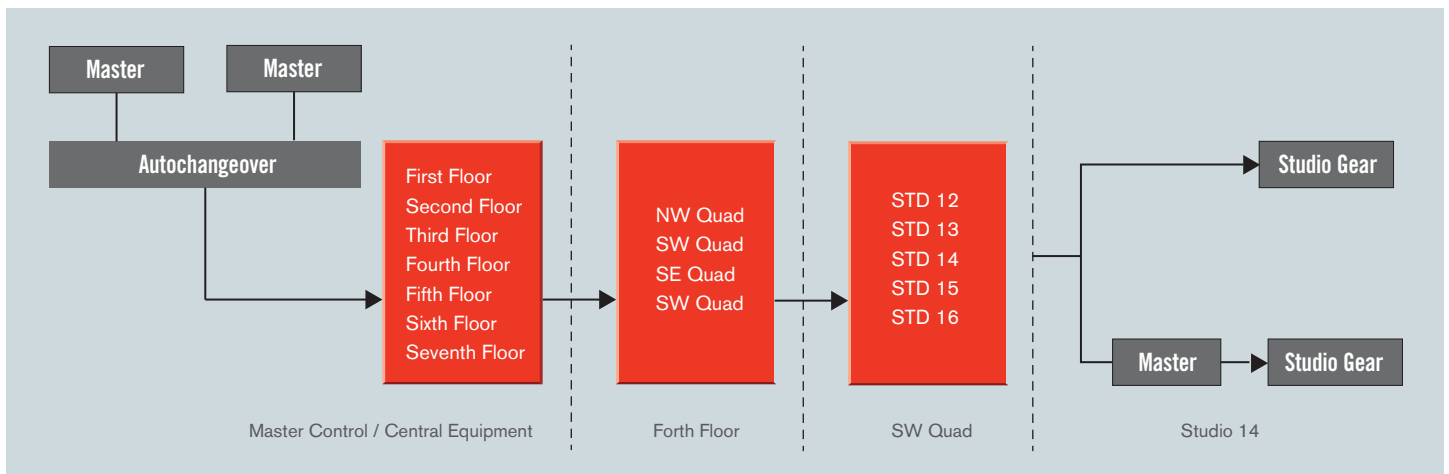 Master
Master
Autochangeover
First Floor
Second Floor
Third Floor
Fourth Floor
Fifth Floor
Sixth Floor
Seventh Floor
NW Quad
SW Quad
SE Quad
SW Quad
STD 12
STD 13
STD 14
STD 15
STD 16
Studio Gear
Master
Studio Gear
Master Control / Central Equipment
Forth Floor
SW Quad
Studio 14